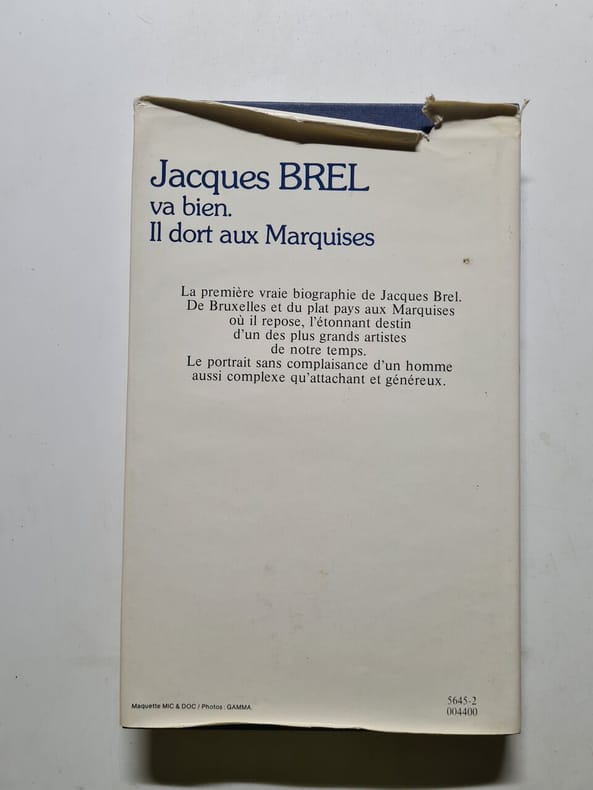 Jacques BREL
va bien.
Il dort aux Marquises
La première vraie biographie de Jacques Brel.
De Bruxelles et du plat pays aux Marquises
où il repose, l'étonnant destin
d'un des plus grands artistes
de notre temps.
Le portrait sans complaisance d'un homme
aussi complexe qu'attachant et généreux.
Maquette MIC & DOC / Photos : GAMMA.
5645-2
004400